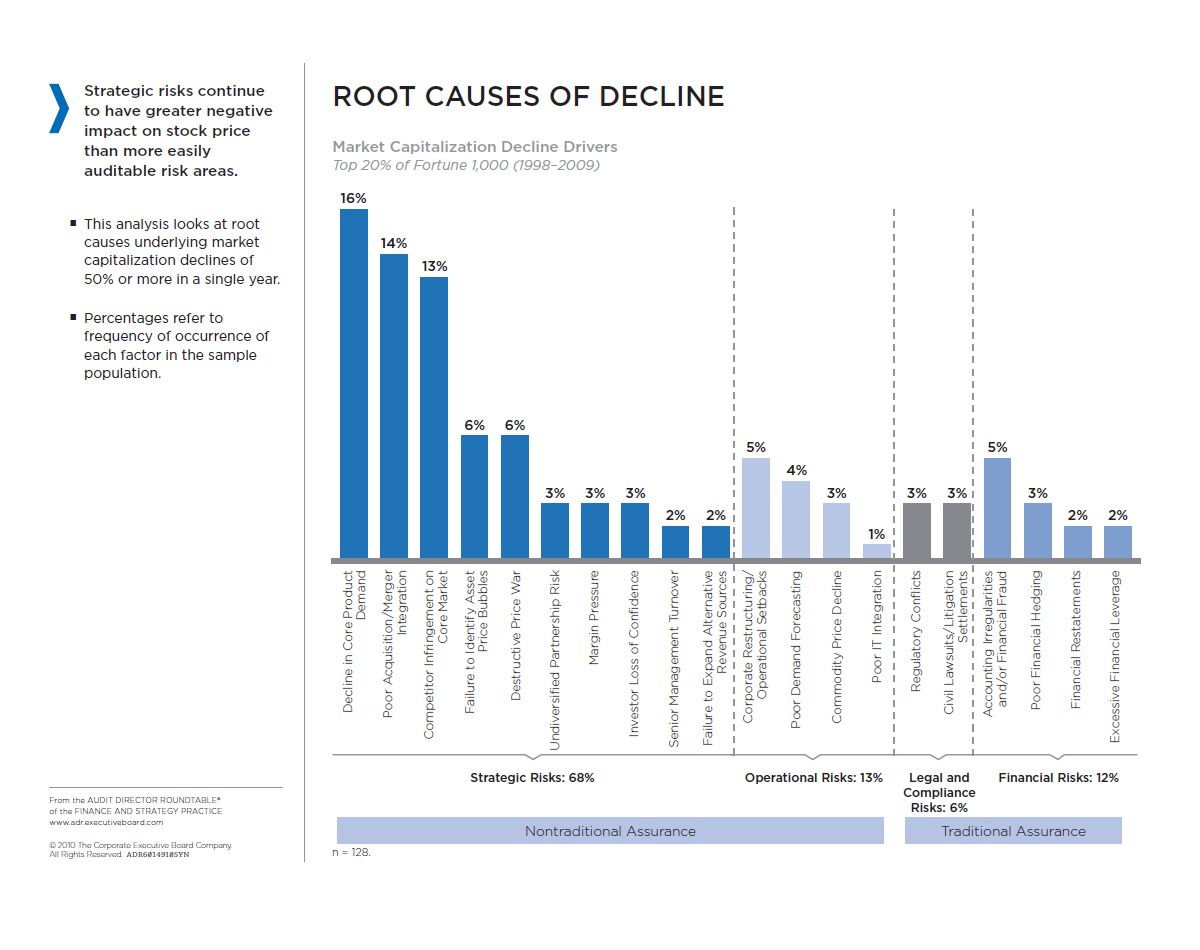 Strategic risks continue
to have greater negative
impact on stock price
than more easily
auditable risk areas.
This analysis looks at root
causes underlying market
capitalization declines of
50% or more in a single year.
Percentages refer to
frequency of occurrence of
each factor in the sample
population.
From the AUDIT DIRECTOR ROUNDTABLE®
of the FINANCE AND STRATEGY PRACTICE
www.adr.executiveboard.com
© 2010 The Corporate Executive Board Company.
All Rights Reserved. ADR6014910SYN
ROOT CAUSES OF DECLINE
Market Capitalization Decline Drivers
Top 20% of Fortune 1,000 (1998–2009)
16%
14%
13%
6%
6%
3%
3%
3%
2%
2%
5%
4%
3%
1%
3%
3%
5%
3%
2%
2%
Decline in Core Product
Demand
Poor Acquisition/Merger
Integration
Competitor Infringement on
Core Market
Failure to Identify Asset
Price Bubbles
Destructive Price War
Undiversified Partnership Risk
Margin Pressure
Investor Loss of Confidence
Senior Management Turnover
Failure to Expand Alternative
Revenue Sources
Corporate Restructuring/
Operational Setbacks
Poor Demand Forecasting
Commodity Price Decline
Poor IT Integration
Regulatory Conflicts
Civil Lawsuits/Litigation
Settlements
Accounting Irregularities
and/or Financial Fraud
Poor Financial Hedging
Financial Restatements
Excessive Financial Leverage
Strategic Risks: 68%
Operational Risks: 13%
Legal and
Compliance
Risks: 6%
Financial Risks: 12%
Nontraditional Assurance
Traditional Assurance
n = 128.